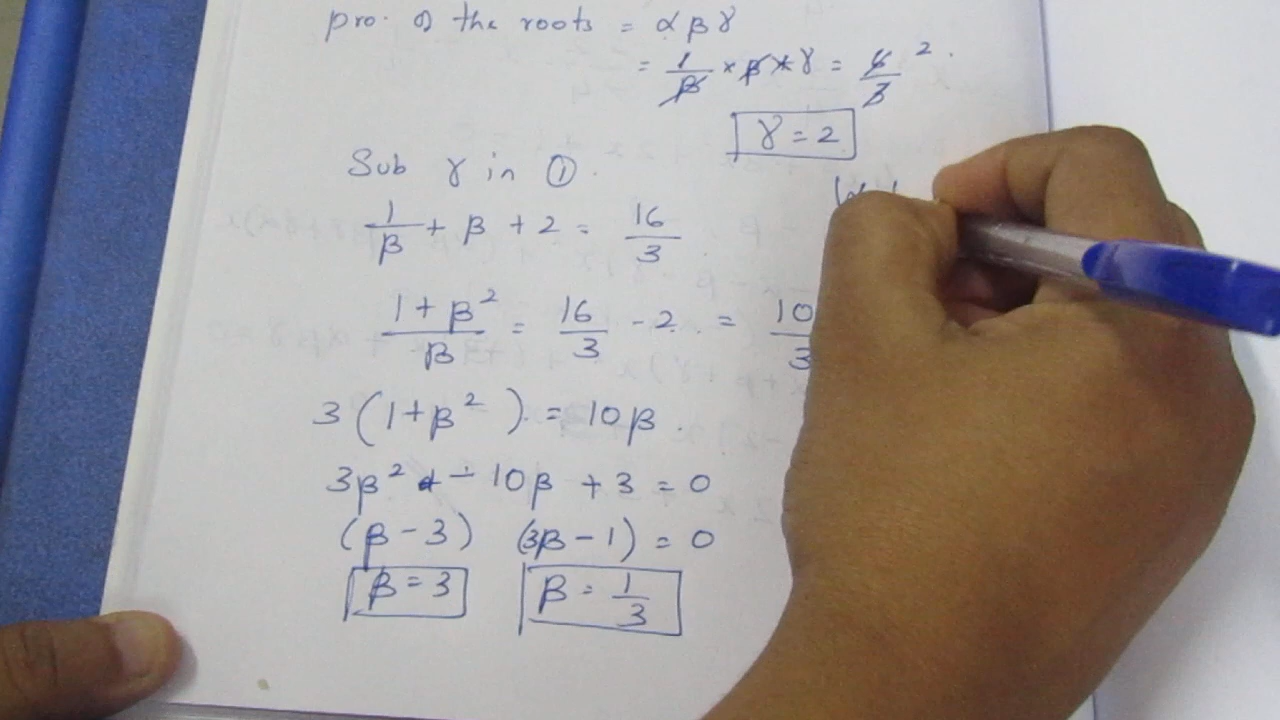 pro. of the roots = αβγ
= 1/β × β × γ = 6/3 2.
γ = 2
Sub γ in ①.
1/β + β + 2 = 16/3.
(1 + β²)/β = 16/3 - 2 = 10/3
3(1 + β²) = 10β.
3β² - 10β + 3 = 0
(β - 3) (3β - 1) = 0
β = 3 β = 1/3